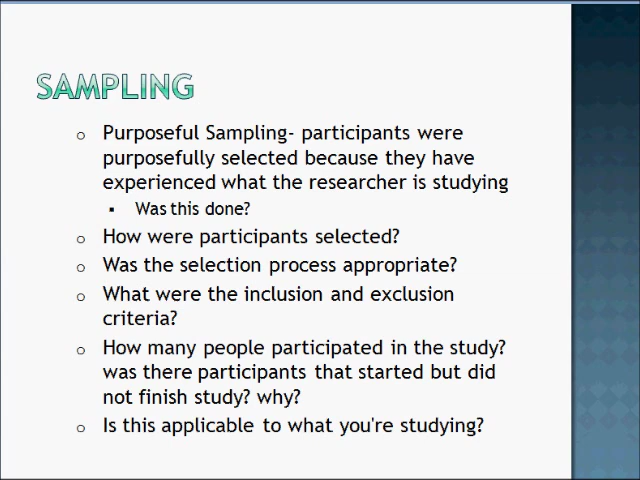 SAMPLING
Purposeful Sampling- participants were
purposefully selected because they have
experienced what the researcher is studying
Was this done?
How were participants selected?
Was the selection process appropriate?
What were the inclusion and exclusion
criteria?
How many people participated in the study?
was there participants that started but did
not finish study? why?
Is this applicable to what you're studying?